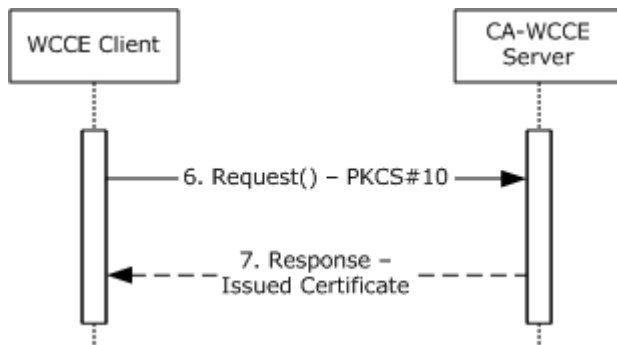 WCCE Client
CA-WCCE
Server
6. Request() – PKCS#10
7. Response –
Issued Certificate